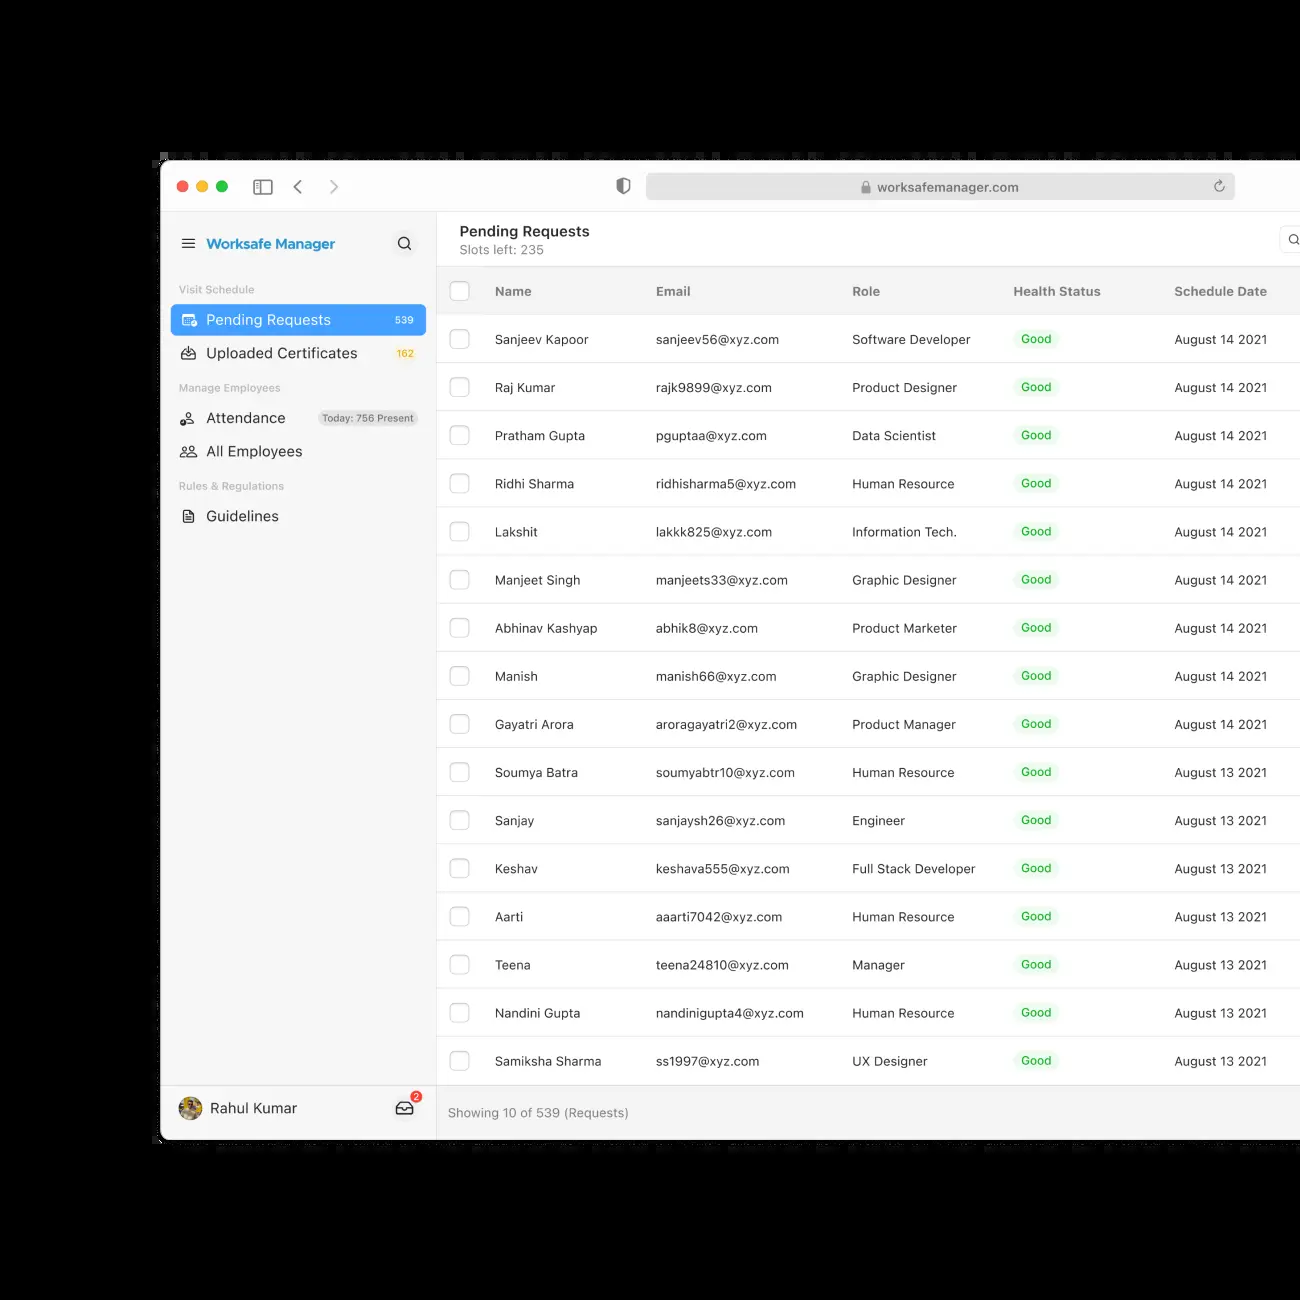 worksafemanager.com
Worksafe Manager
Visit Schedule
Pending Requests 539
Uploaded Certificates 162
Manage Employees
Attendance Today: 756 Present
All Employees
Rules & Regulations
Guidelines
Rahul Kumar 2
Pending Requests
Slots left: 235
Name Email Role Health Status Schedule Date
Sanjeev Kapoor sanjeev56@xyz.com Software Developer Good August 14 2021
Raj Kumar rajk9899@xyz.com Product Designer Good August 14 2021
Pratham Gupta pguptaa@xyz.com Data Scientist Good August 14 2021
Ridhi Sharma ridhisharma5@xyz.com Human Resource Good August 14 2021
Lakshit lakkk825@xyz.com Information Tech. Good August 14 2021
Manjeet Singh manjeets33@xyz.com Graphic Designer Good August 14 2021
Abhinav Kashyap abhik8@xyz.com Product Marketer Good August 14 2021
Manish manish66@xyz.com Graphic Designer Good August 14 2021
Gayatri Arora aroragayatri2@xyz.com Product Manager Good August 14 2021
Soumya Batra soumyabtr10@xyz.com Human Resource Good August 13 2021
Sanjay sanjaysh26@xyz.com Engineer Good August 13 2021
Keshav keshava555@xyz.com Full Stack Developer Good August 13 2021
Aarti aaarti7042@xyz.com Human Resource Good August 13 2021
Teena teena24810@xyz.com Manager Good August 13 2021
Nandini Gupta nandinigupta4@xyz.com Human Resource Good August 13 2021
Samiksha Sharma ss1997@xyz.com UX Designer Good August 13 2021
Showing 10 of 539 (Requests)